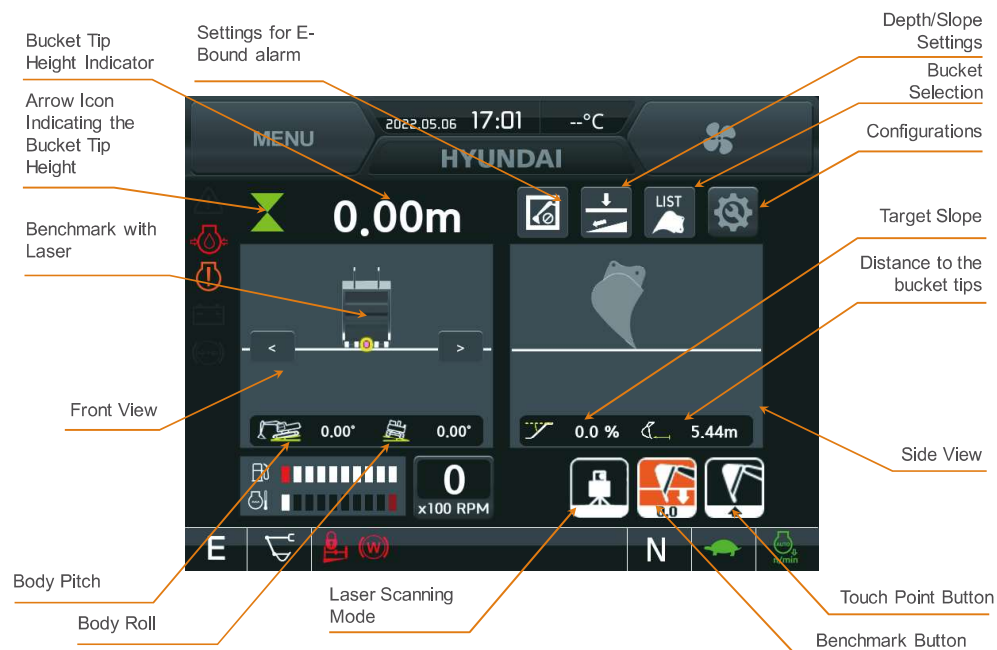 Depth/Slope
Settings
Settings for E-
Bound alarm
Bucket Tip
Height Indicator
Bucket
Selection
Arrow Icon
Indicating the
Bucket Tip
Height
Configurations
MENU
2022.05.06 17:01 --°C
HYUNDAI
0.00m
LIST
Target Slope
Benchmark with
Laser
Distance to the
bucket tips
< >
Front View
0.00° 0.00°
0.0 % 5.44m
Side View
0
x100 RPM
0.0
E
(W)
N
AUTO
n/min
Body Pitch
Laser Scanning
Mode
Touch Point Button
Body Roll
Benchmark Button